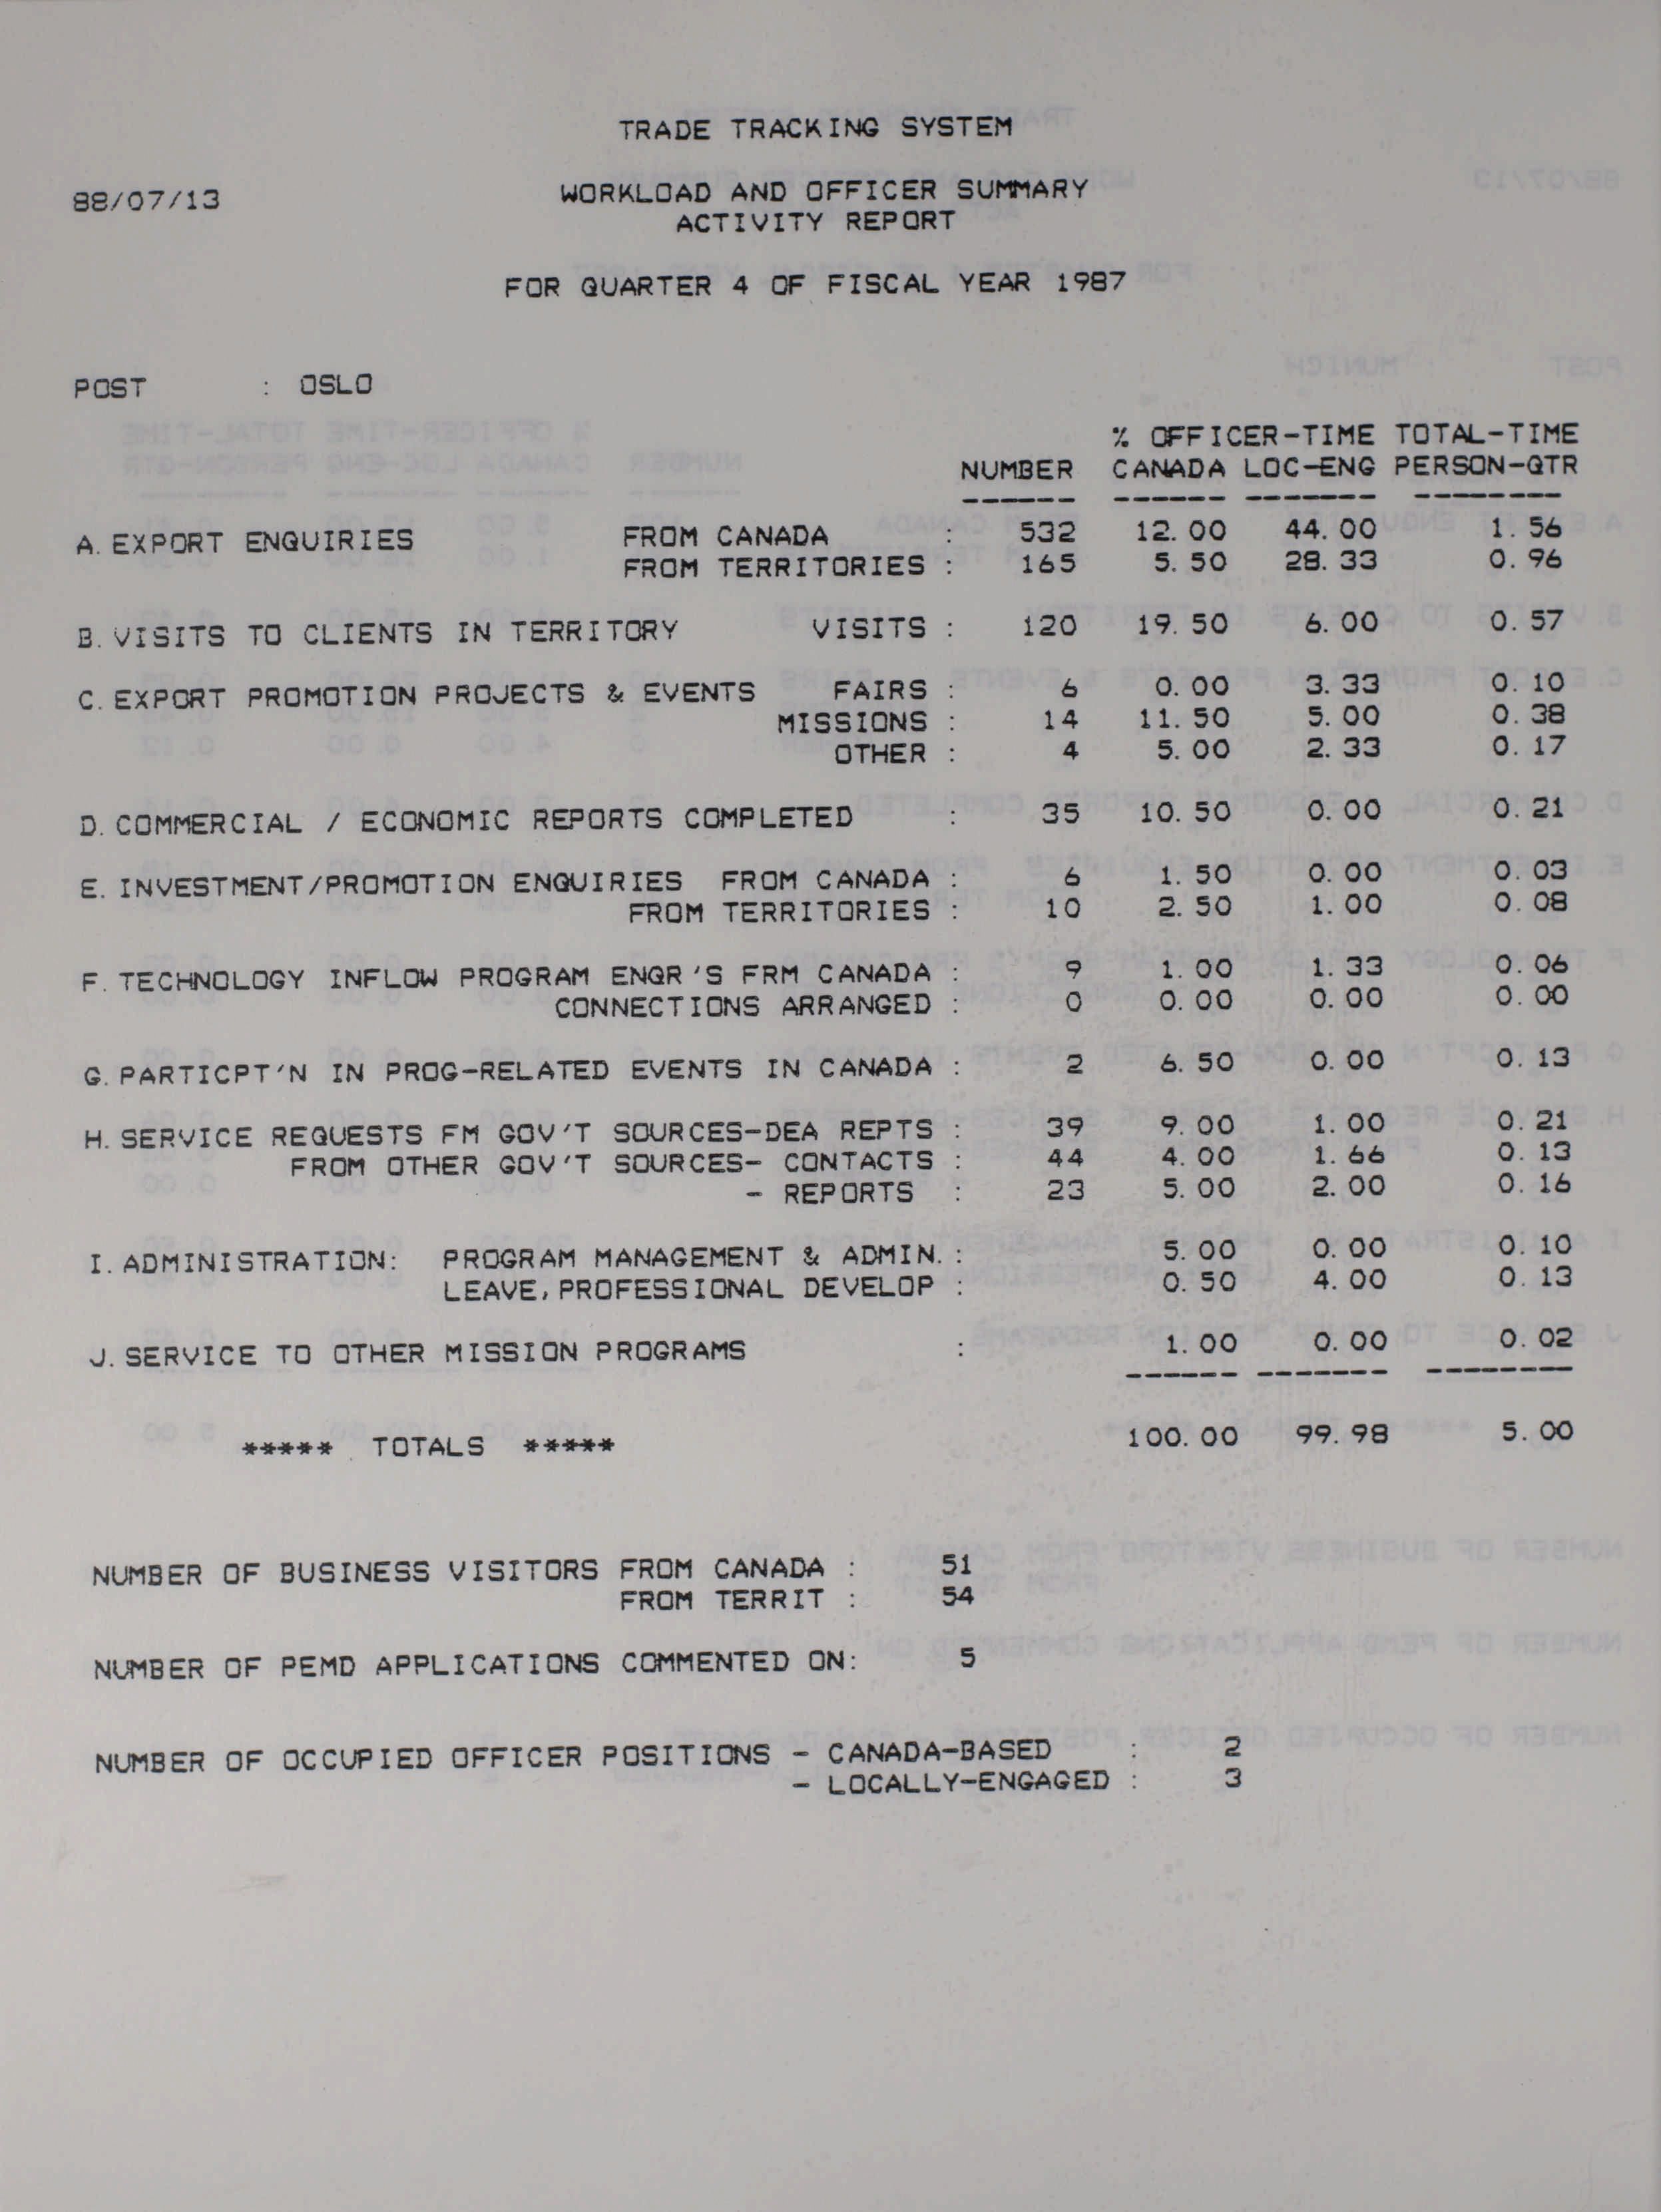 TRADE TRACKING SYSTEM
88/07/13 WORKLOAD AND OFFICER SUMMARY
ACTIVITY REPORT
FOR QUARTER 4 OF FISCAL YEAR 1987
POST : OSLO
% OFFICER-TIME TOTAL-TIME
NUMBER CANADA LOC-ENG PERSON-QTR
------ ------ ------- --------
A. EXPORT ENQUIRIES FROM CANADA : 532 12.00 44.00 1.56
FROM TERRITORIES : 165 5.50 28.33 0.96
B. VISITS TO CLIENTS IN TERRITORY VISITS : 120 19.50 6.00 0.57
C. EXPORT PROMOTION PROJECTS & EVENTS FAIRS : 6 0.00 3.33 0.10
MISSIONS : 14 11.50 5.00 0.38
OTHER : 4 5.00 2.33 0.17
D. COMMERCIAL / ECONOMIC REPORTS COMPLETED : 35 10.50 0.00 0.21
E. INVESTMENT/PROMOTION ENQUIRIES FROM CANADA : 6 1.50 0.00 0.03
FROM TERRITORIES : 10 2.50 1.00 0.08
F. TECHNOLOGY INFLOW PROGRAM ENQR'S FRM CANADA : 9 1.00 1.33 0.06
CONNECTIONS ARRANGED : 0 0.00 0.00 0.00
G. PARTICPT'N IN PROG-RELATED EVENTS IN CANADA : 2 6.50 0.00 0.13
H. SERVICE REQUESTS FM GOV'T SOURCES-DEA REPTS : 39 9.00 1.00 0.21
FROM OTHER GOV'T SOURCES- CONTACTS : 44 4.00 1.66 0.13
- REPORTS : 23 5.00 2.00 0.16
I. ADMINISTRATION: PROGRAM MANAGEMENT & ADMIN. : 5.00 0.00 0.10
LEAVE, PROFESSIONAL DEVELOP : 0.50 4.00 0.13
J. SERVICE TO OTHER MISSION PROGRAMS : 1.00 0.00 0.02
------ ------- --------
***** TOTALS ***** 100.00 99.98 5.00
NUMBER OF BUSINESS VISITORS FROM CANADA : 51
FROM TERRIT : 54
NUMBER OF PEMD APPLICATIONS COMMENTED ON: 5
NUMBER OF OCCUPIED OFFICER POSITIONS - CANADA-BASED : 2
- LOCALLY-ENGAGED : 3